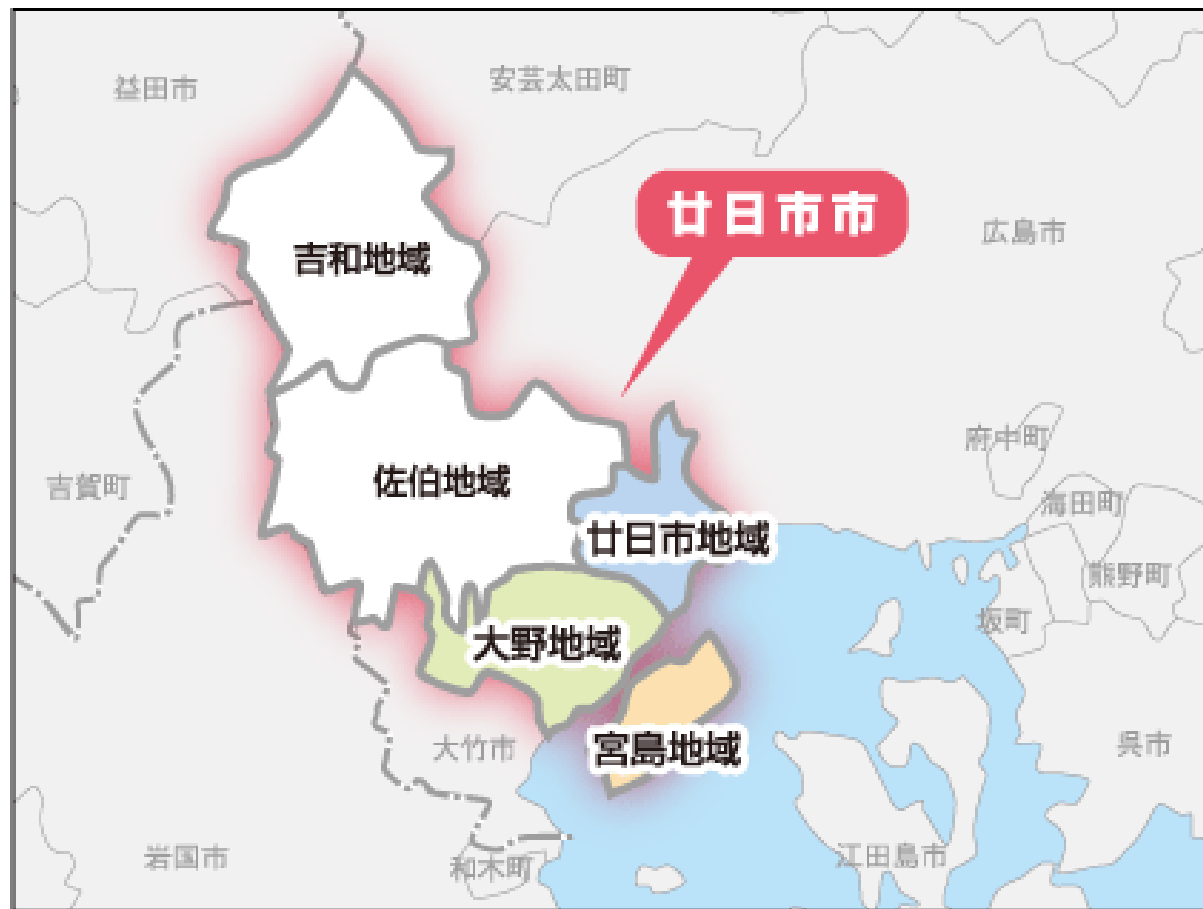 安芸太田町
益田市
廿日市市
広島市
吉和地域
府中町
佐伯地域
吉賀町
海田町
廿日市地域
熊野町
坂町
大野地域
大竹市
宮島地域
呉市
岩国市
和木町
江田島市